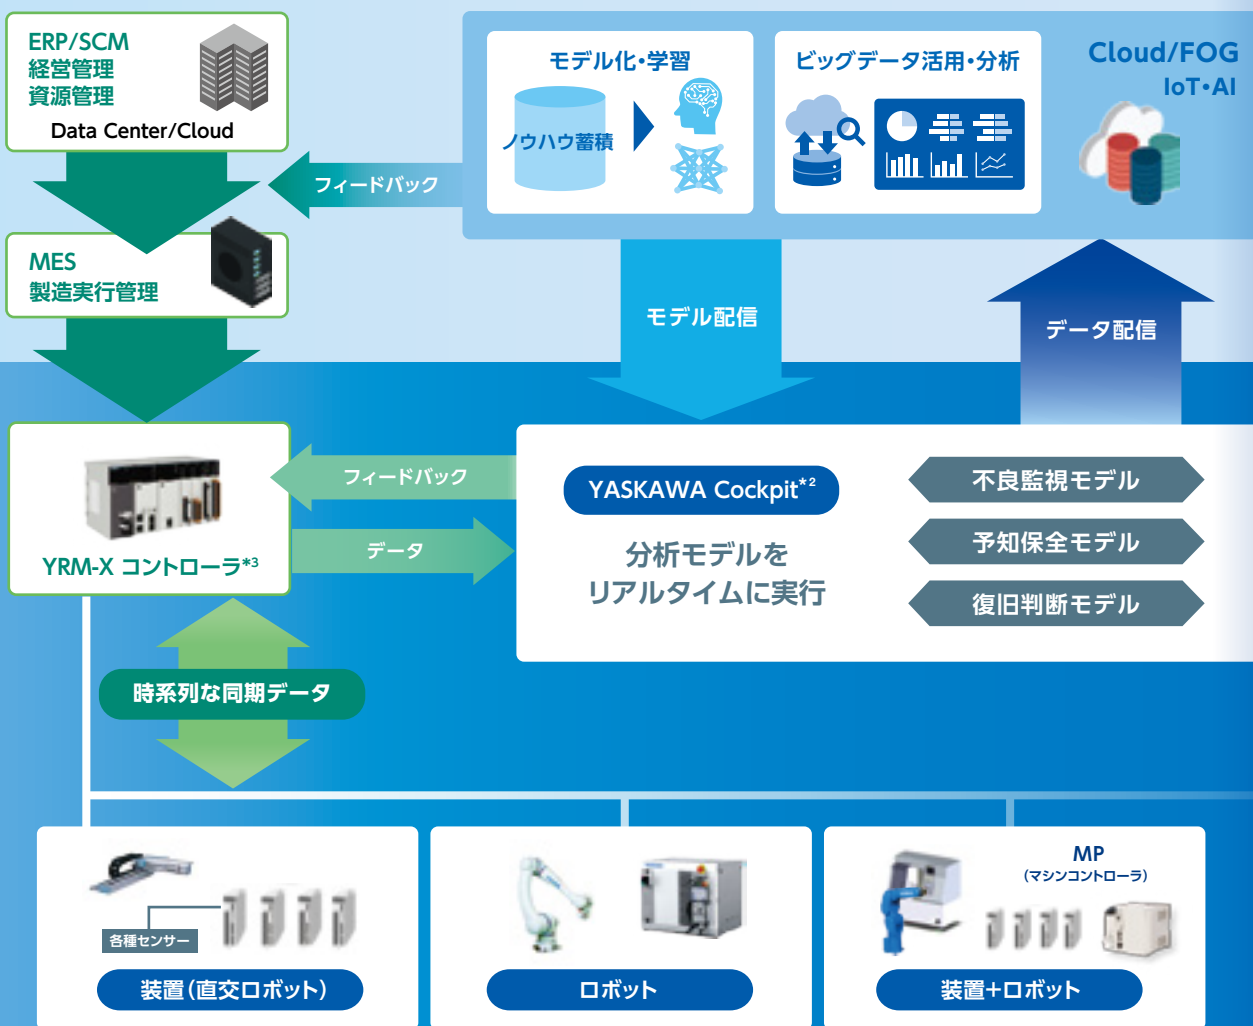 ERP/SCM
経営管理
資源管理
Data Center/Cloud
モデル化・学習
ノウハウ蓄積
ビッグデータ活用・分析
Cloud/FOG
IoT・AI
フィードバック
MES
製造実行管理
モデル配信
データ配信
YRM-X コントローラ*3
フィードバック
データ
YASKAWA Cockpit*2
分析モデルを
リアルタイムに実行
不良監視モデル
予知保全モデル
復旧判断モデル
時系列な同期データ
各種センサー
装置（直交ロボット）
ロボット
MP
（マシンコントローラ）
装置+ロボット